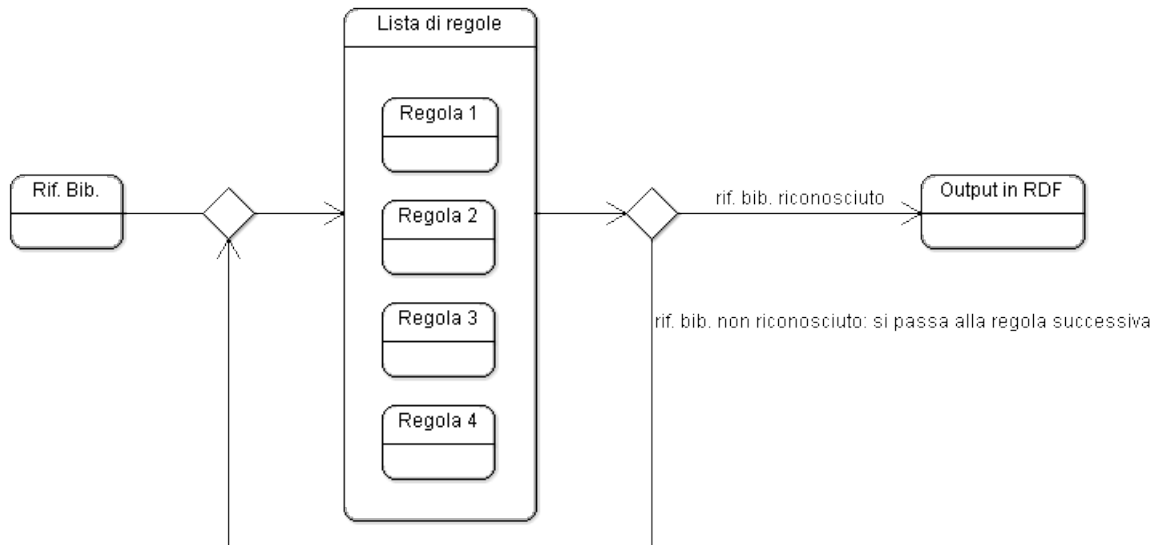 Lista di regole
Regola 1
Rif. Bib.
Regola 2
rif. bib. riconosciuto
Output in RDF
Regola 3
rif. bib. non riconosciuto: si passa alla regola successiva
Regola 4